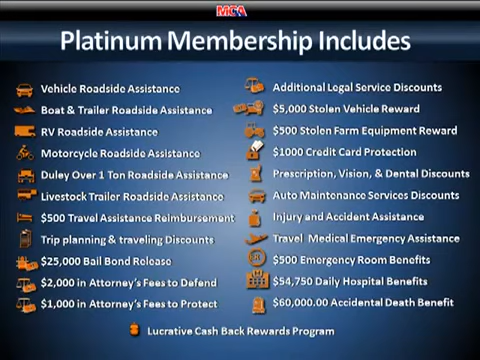 MCA
Platinum Membership Includes
Vehicle Roadside Assistance
Boat & Trailer Roadside Assistance
RV Roadside Assistance
Motorcycle Roadside Assistance
Duley Over 1 Ton Roadside Assistance
Livestock Trailer Roadside Assistance
$500 Travel Assistance Reimbursement
Trip planning & traveling Discounts
$25,000 Bail Bond Release
$2,000 in Attorney's Fees to Defend
$1,000 in Attorney's Fees to Protect
Additional Legal Service Discounts
$5,000 Stolen Vehicle Reward
$500 Stolen Farm Equipment Reward
$1000 Credit Card Protection
Prescription, Vision, & Dental Discounts
Auto Maintenance Services Discounts
Injury and Accident Assistance
Travel Medical Emergency Assistance
$500 Emergency Room Benefits
$54,750 Daily Hospital Benefits
$60,000.00 Accidental Death Benefit
Lucrative Cash Back Rewards Program